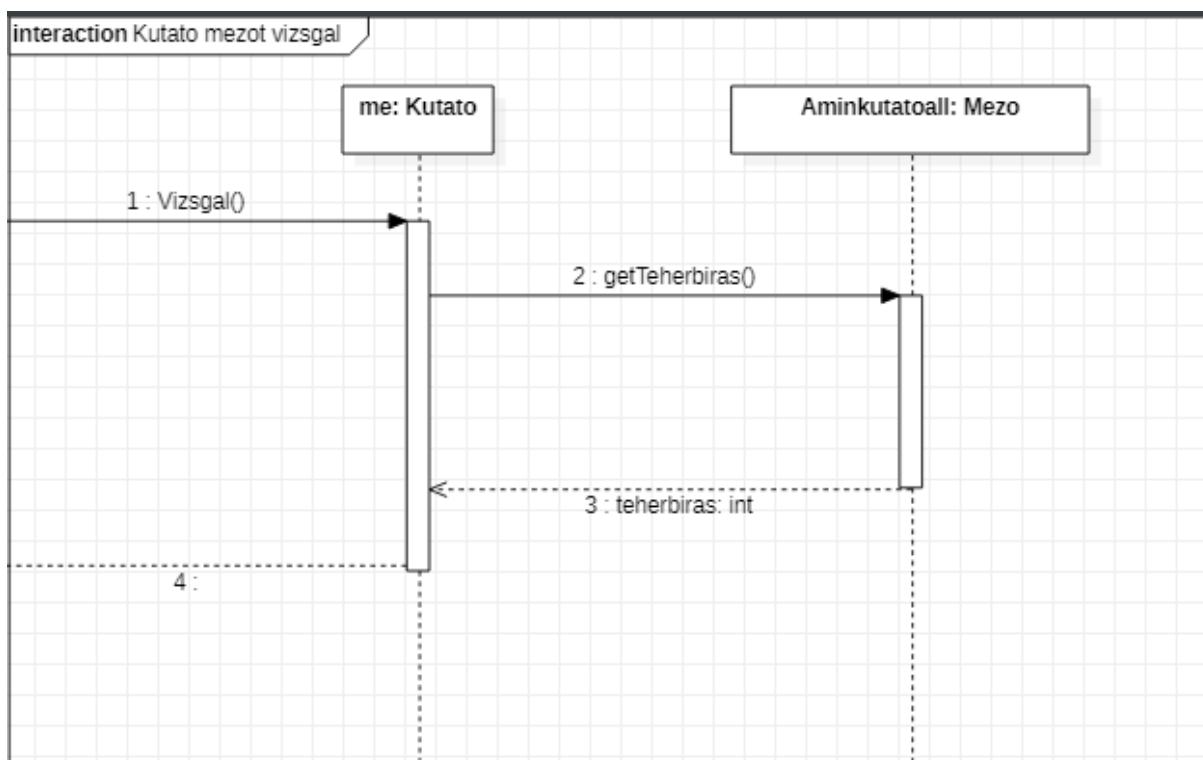 interaction Kutato mezot vizsgal
me: Kutato
Aminkutatoall: Mezo
1 : Vizsgal()
2 : getTeherbiras()
3 : teherbiras: int
4 :